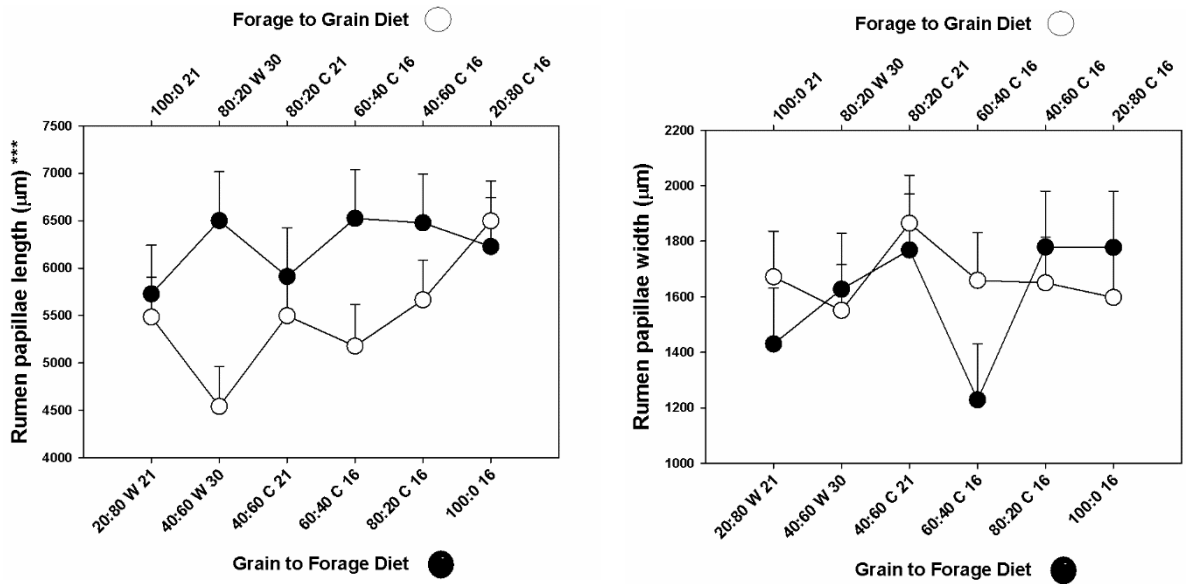 Forage to Grain Diet
100:0 21
80:20 W 30
80:20 C 21
60:40 C 16
40:60 C 16
20:80 C 16
Rumen papillae length (μm) ***
7500
7000
6500
6000
5500
5000
4500
4000
20:80 W 21
40:60 W 30
40:60 C 21
60:40 C 16
80:20 C 16
100:0 16
Grain to Forage Diet
Forage to Grain Diet
100:0 21
80:20 W 30
80:20 C 21
60:40 C 16
40:60 C 16
20:80 C 16
Rumen papillae width (μm)
2200
2000
1800
1600
1400
1200
1000
20:80 W 21
40:60 W 30
40:60 C 21
60:40 C 16
80:20 C 16
100:0 16
Grain to Forage Diet